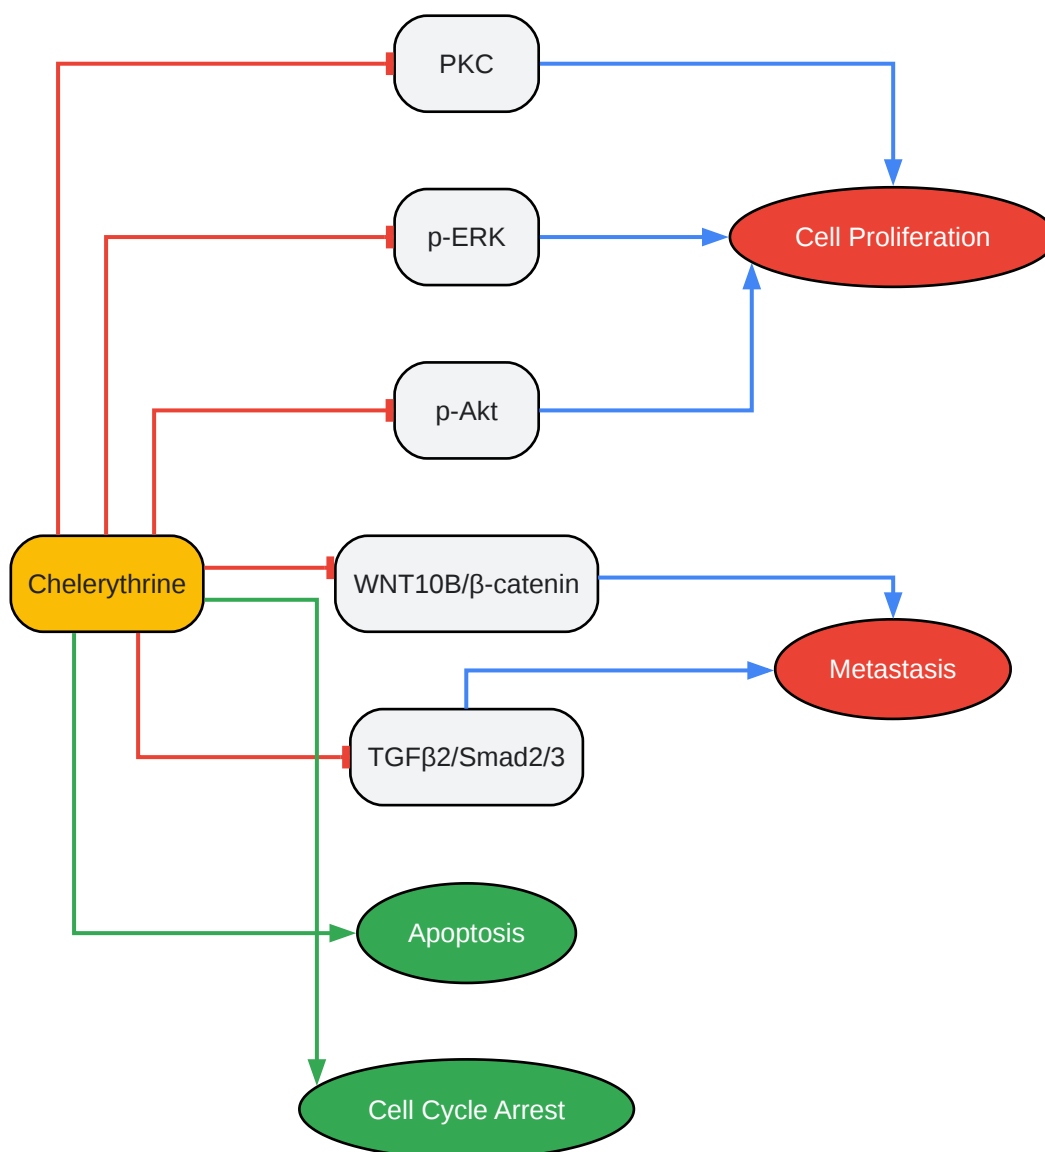 PKC
p-ERK
Cell Proliferation
p-Akt
Chelerythrine
WNT10B/β-catenin
Metastasis
TGFβ2/Smad2/3
Apoptosis
Cell Cycle Arrest